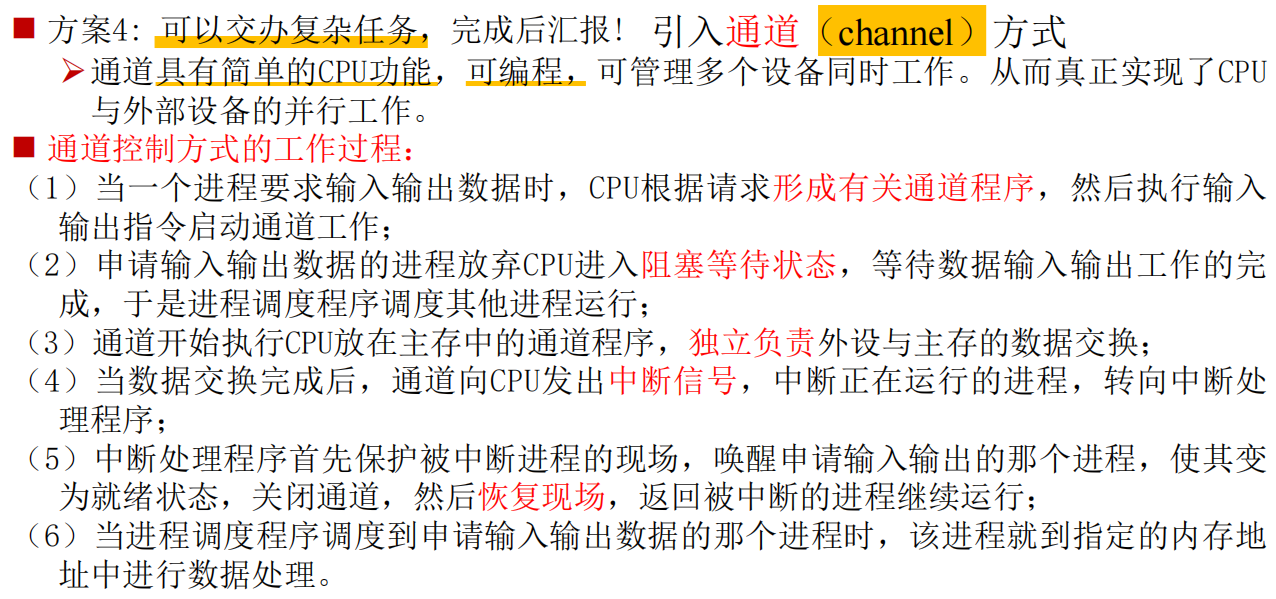 ■ 方案4: 可以交办复杂任务，完成后汇报! 引入通道（channel）方式
➢通道具有简单的CPU功能，可编程，可管理多个设备同时工作。从而真正实现了CPU
与外部设备的并行工作。
■ 通道控制方式的工作过程：
（1）当一个进程要求输入输出数据时，CPU根据请求形成有关通道程序，然后执行输入
输出指令启动通道工作；
（2）申请输入输出数据的进程放弃CPU进入阻塞等待状态，等待数据输入输出工作的完
成，于是进程调度程序调度其他进程运行；
（3）通道开始执行CPU放在主存中的通道程序，独立负责外设与主存的数据交换；
（4）当数据交换完成后，通道向CPU发出中断信号，中断正在运行的进程，转向中断处
理程序；
（5）中断处理程序首先保护被中断进程的现场，唤醒申请输入输出的那个进程，使其变
为就绪状态，关闭通道，然后恢复现场，返回被中断的进程继续运行；
（6）当进程调度程序调度到申请输入输出数据的那个进程时，该进程就到指定的内存地
址中进行数据处理。